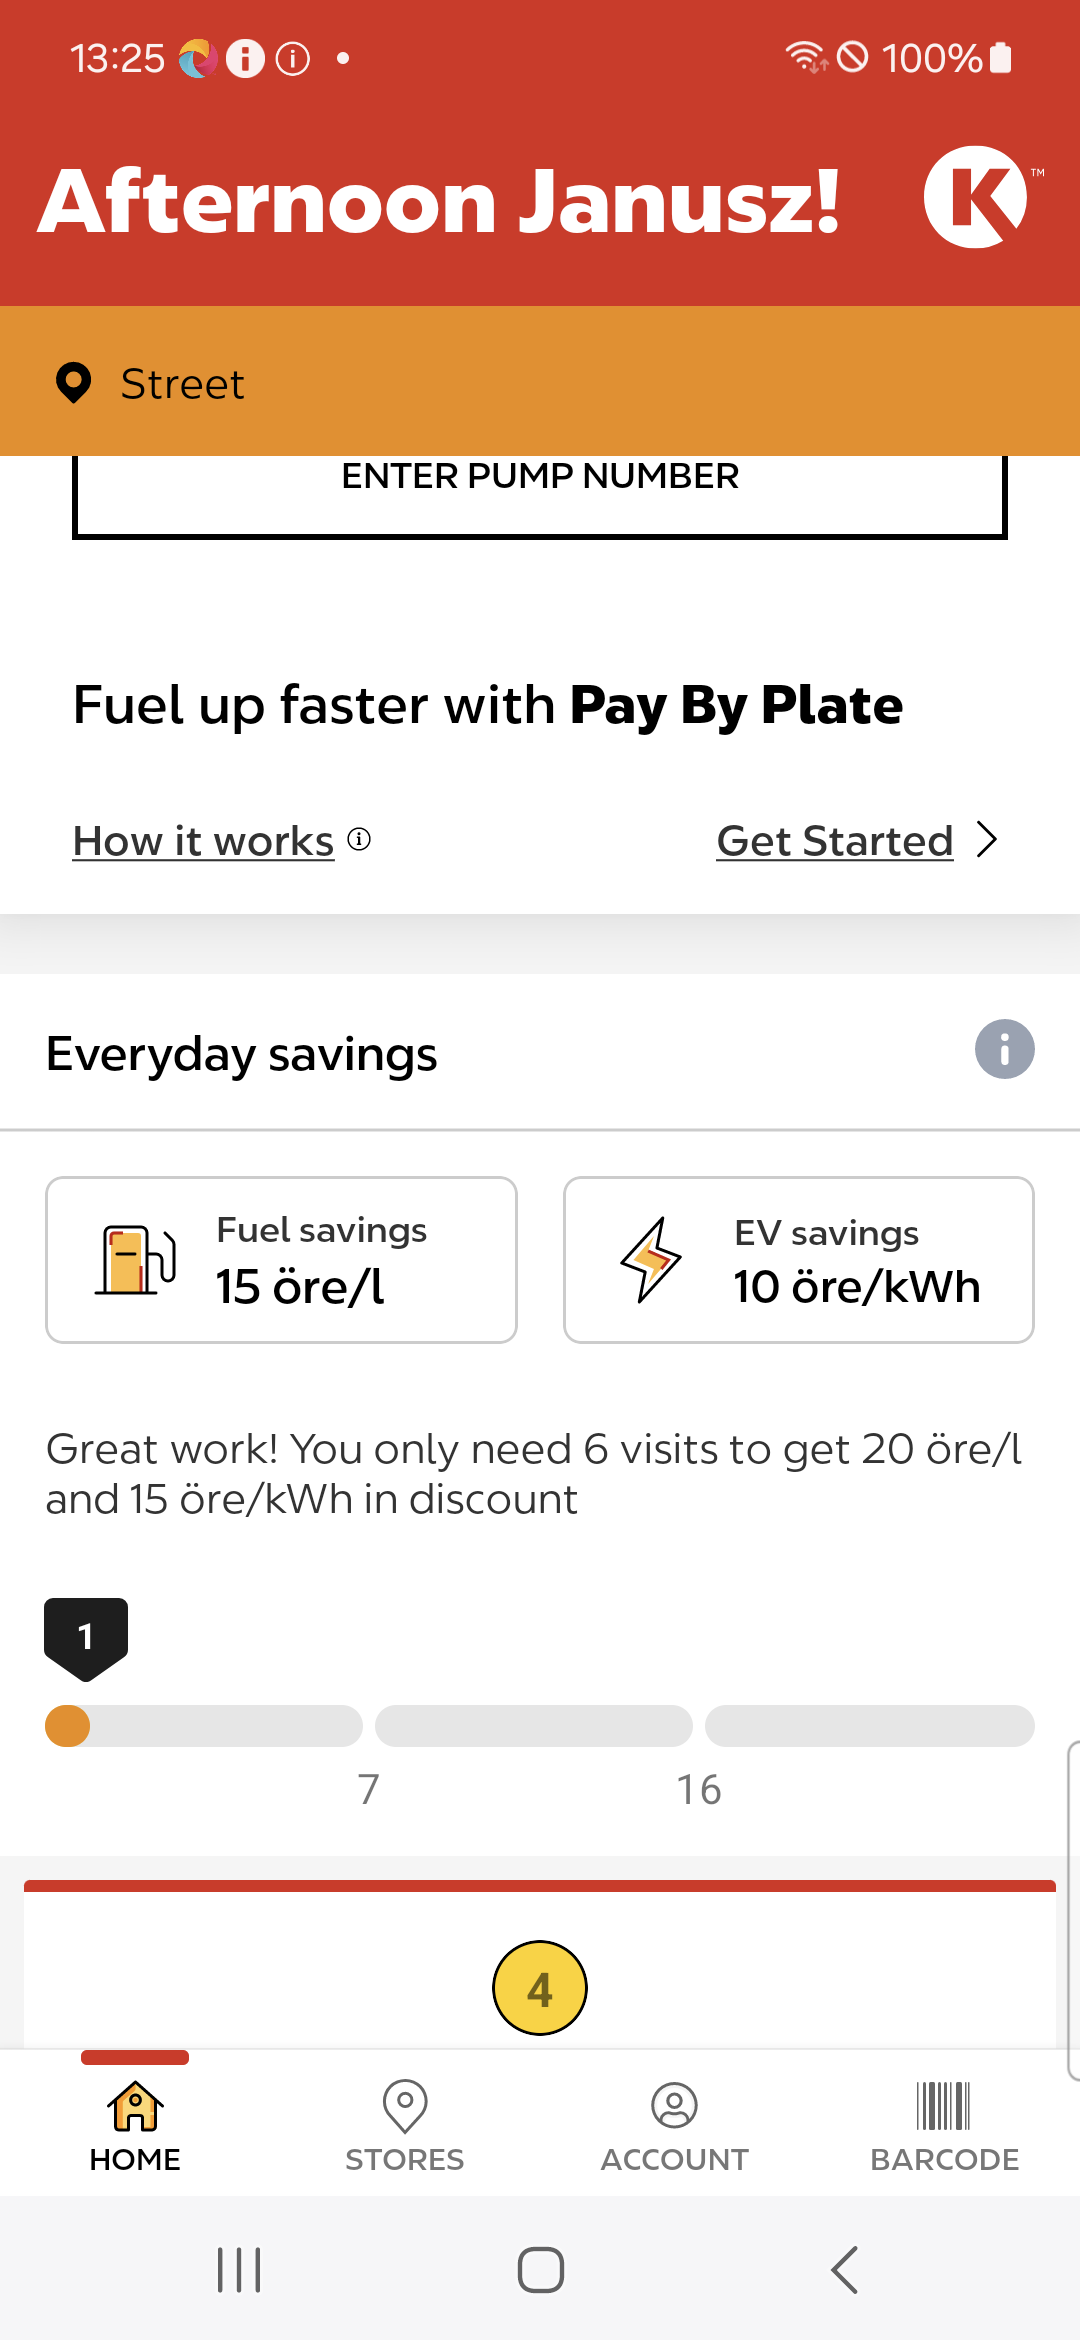 13:25
100%
Afternoon Janusz!
K
TM
Street
ENTER PUMP NUMBER
Fuel up faster with Pay By Plate
How it works
Get Started
Everyday savings
Fuel savings
15 öre/l
EV savings
10 öre/kWh
Great work! You only need 6 visits to get 20 öre/l
and 15 öre/kWh in discount
1
7
16
4
HOME
STORES
ACCOUNT
BARCODE